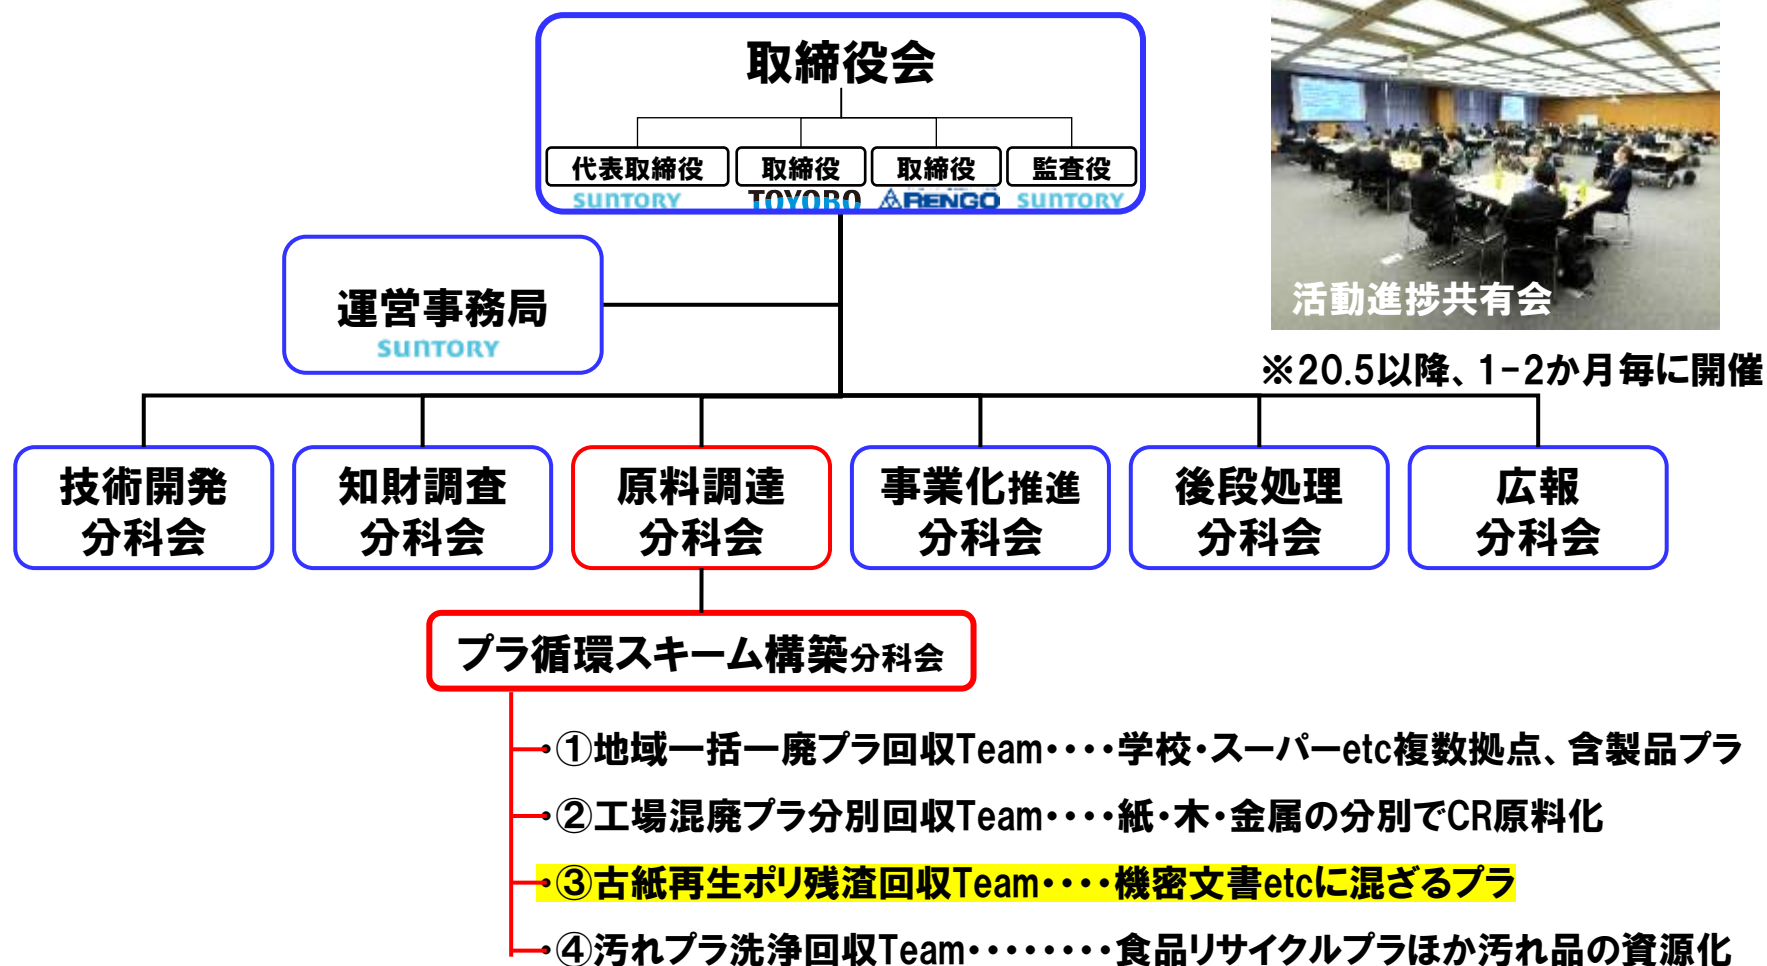 取締役会
代表取締役
取締役
取締役
監査役
SUNTORY
TOYOBO
RENGO
SUNTORY
活動進捗共有会
※20.5以降、1-2か月毎に開催
運営事務局
SUNTORY
技術開発
分科会
知財調査
分科会
原料調達
分科会
事業化推進
分科会
後段処理
分科会
広報
分科会
プラ循環スキーム構築分科会
・①地域一括一廃プラ回収Team・・・・学校・スーパーetc複数拠点、含製品プラ
・②工場混廃プラ分別回収Team・・・・紙・木・金属の分別でCR原料化
・③古紙再生ポリ残渣回収Team・・・・機密文書etcに混ざるプラ
・④汚れプラ洗浄回収Team・・・・・・・・食品リサイクルプラほか汚れ品の資源化